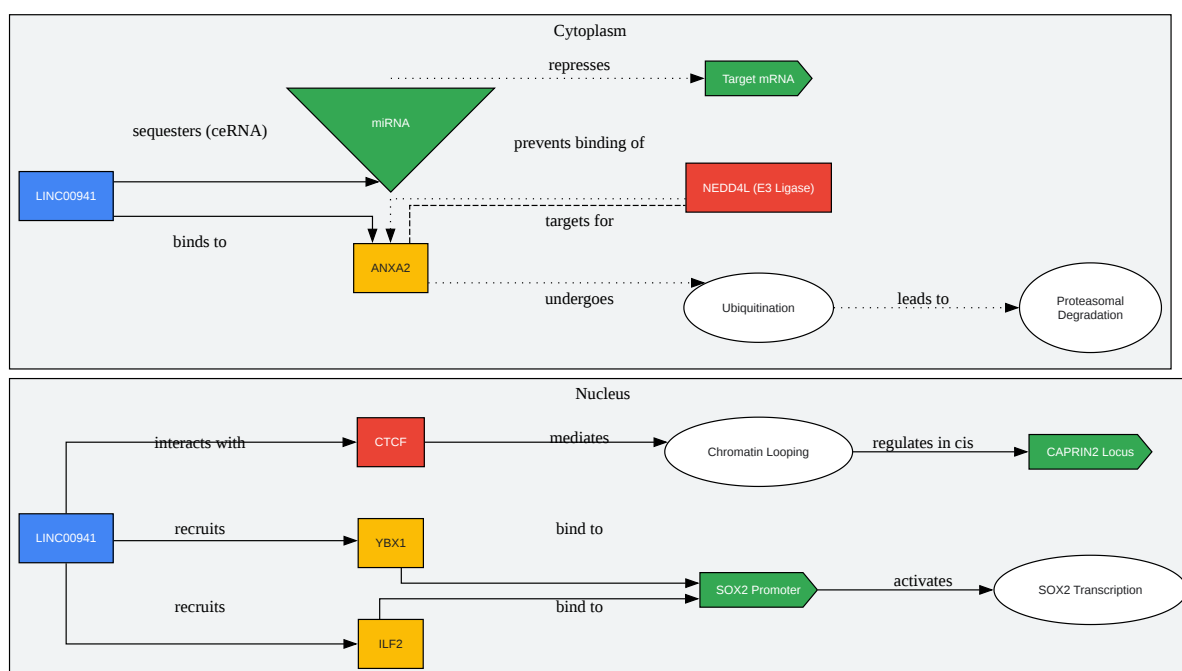 Cytoplasm
represses
Target mRNA
miRNA
sequesters (ceRNA)
prevents binding of
LINC00941
NEDD4L (E3 Ligase)
targets for
binds to
ANXA2
undergoes
Ubiquitination
leads to
Proteasomal
Degradation
Nucleus
interacts with
CTCF
mediates
Chromatin Looping
regulates in cis
CAPRIN2 Locus
LINC00941
recruits
YBX1
bind to
SOX2 Promoter
activates
SOX2 Transcription
recruits
bind to
ILF2